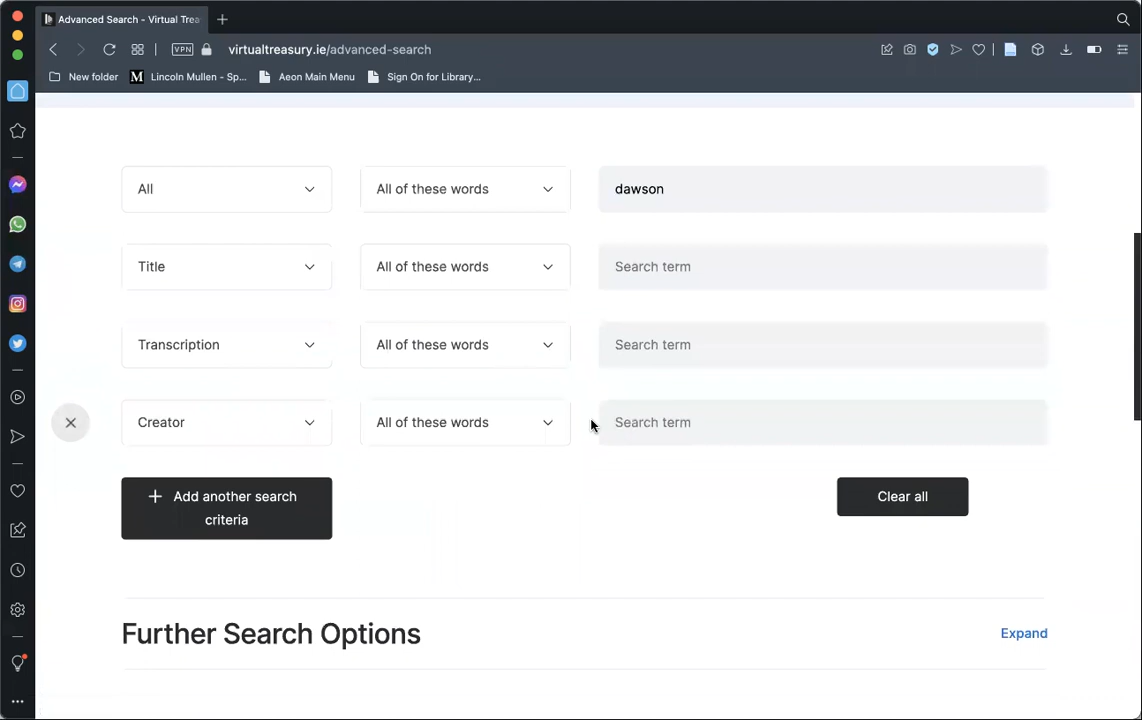 Advanced Search - Virtual Trea
VPN virtualtreasury.ie/advanced-search
New folder M Lincoln Mullen - Sp... Aeon Main Menu Sign On for Library...
All All of these words dawson
Title All of these words Search term
Transcription All of these words Search term
Creator All of these words Search term
+ Add another search
criteria
Clear all
Further Search Options Expand